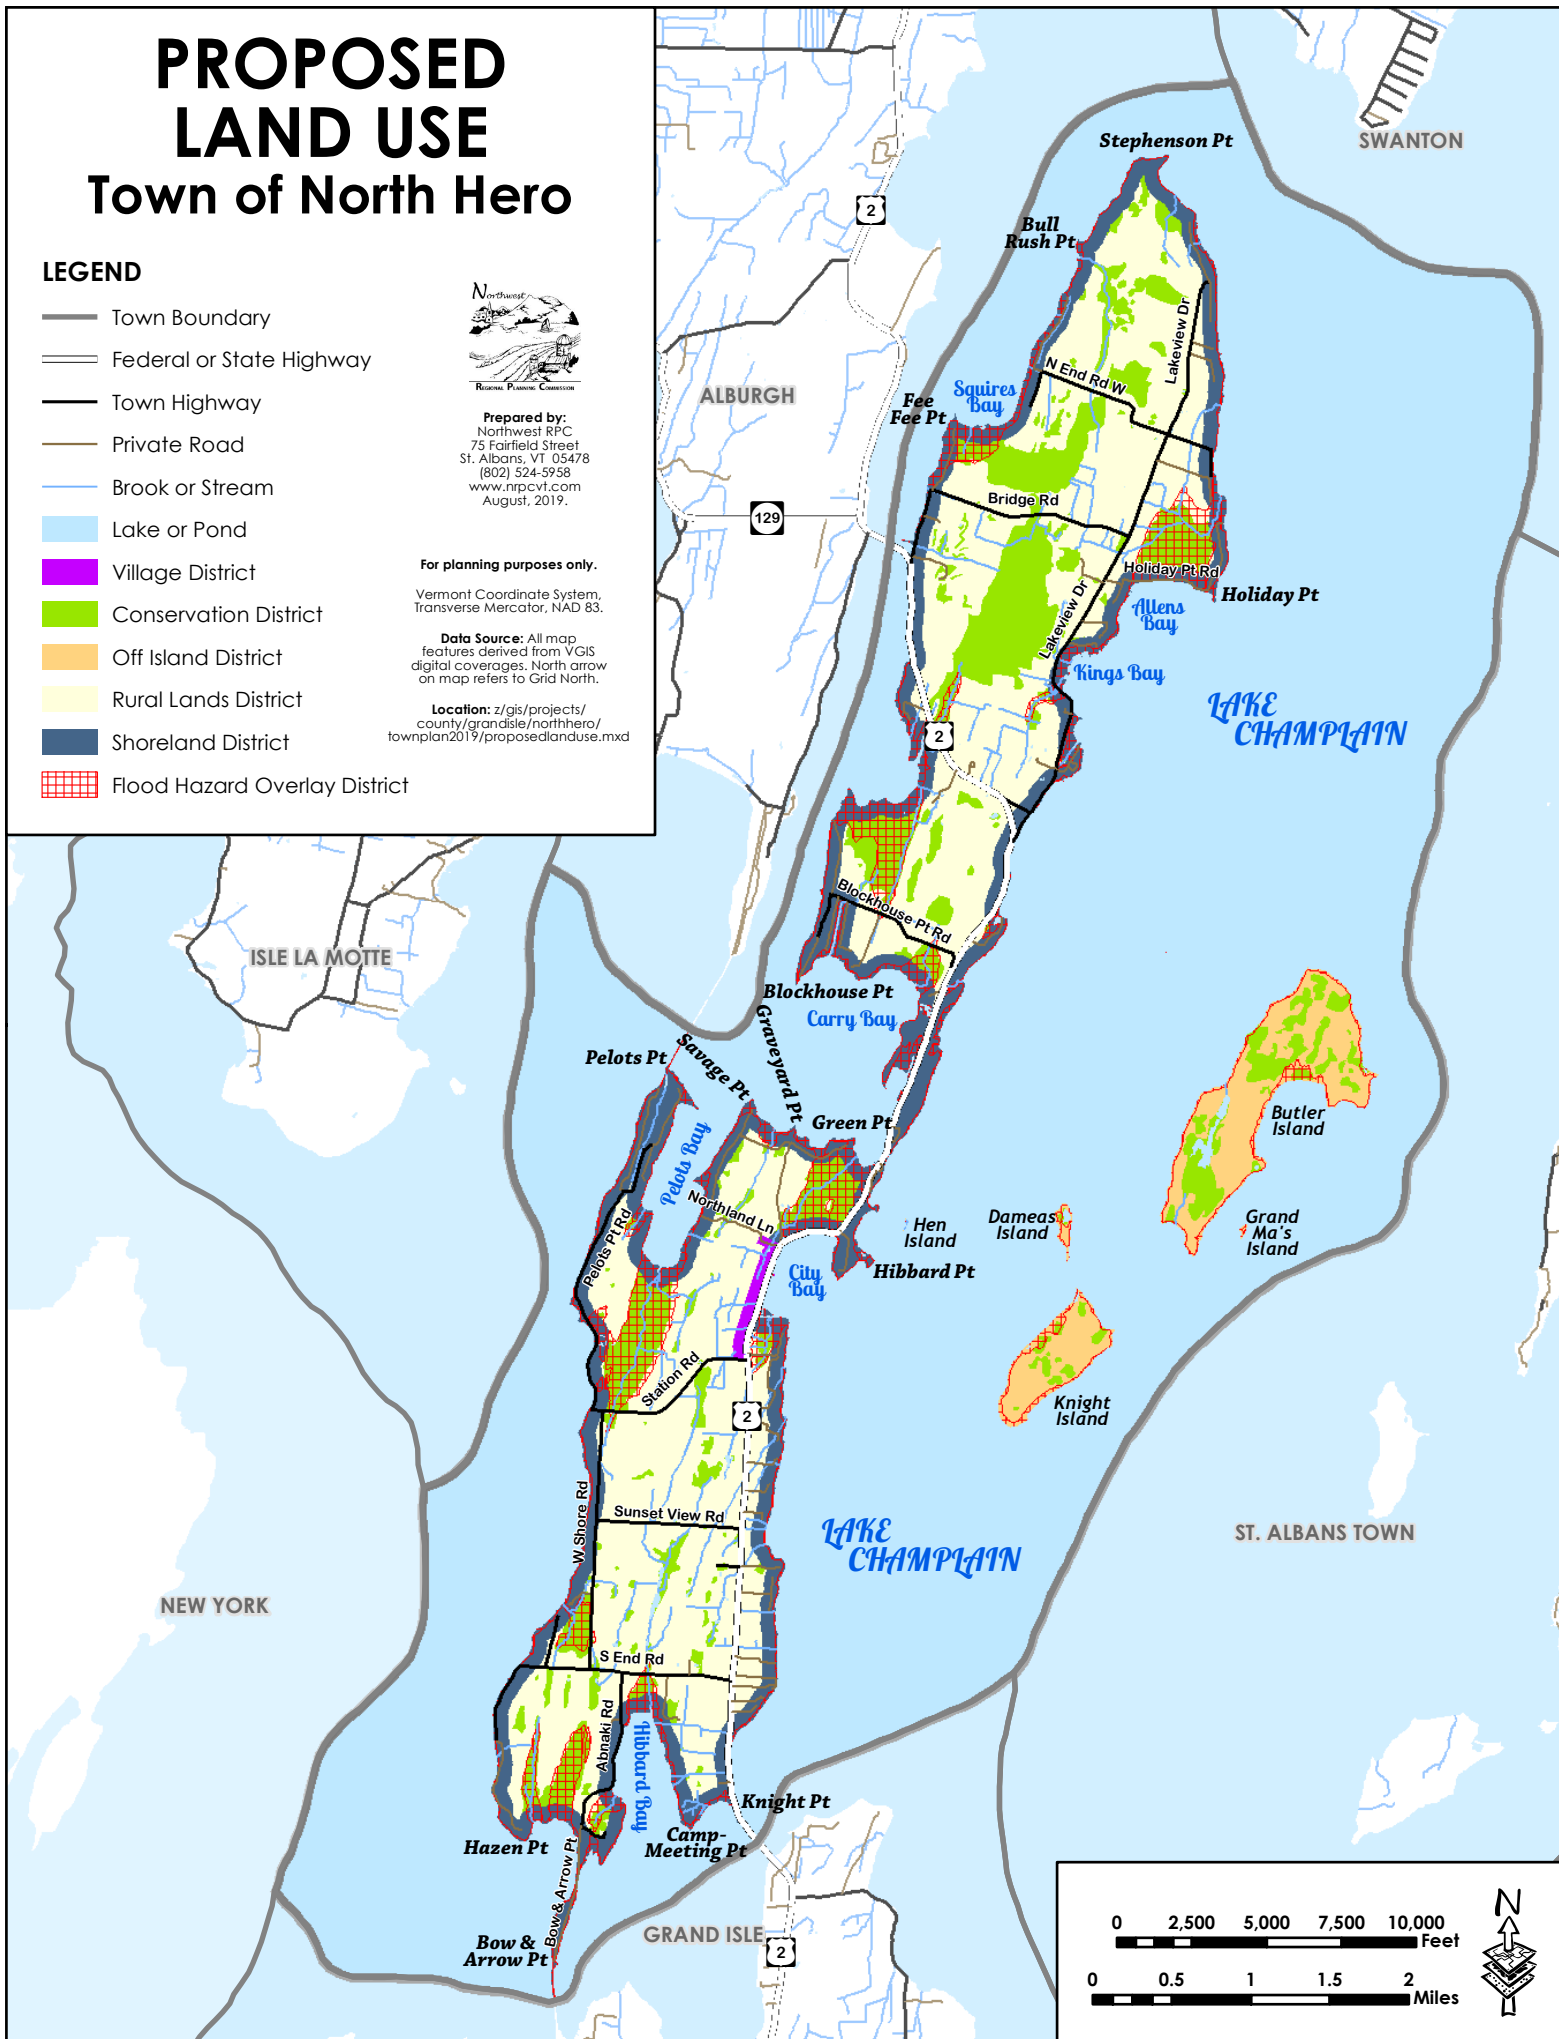 PROPOSED
LAND USE
Town of North Hero
LEGEND
Town Boundary
Federal or State Highway
Town Highway
Private Road
Brook or Stream
Lake or Pond
Village District
Conservation District
Off Island District
Rural Lands District
Shoreland District
Flood Hazard Overlay District
Northwest
REGIONAL PLANNING COMMISSION
Prepared by:
Northwest RPC
75 Fairfield Street
St. Albans, VT 05478
(802) 524-5958
www.nrpcvt.com
August, 2019.
For planning purposes only.
Vermont Coordinate System,
Transverse Mercator, NAD 83.
Data Source: All map
features derived from VGIS
digital coverages. North arrow
on map refers to Grid North.
Location: z/gis/projects/
county/grandisle/northhero/
townplan2019/proposedlanduse.mxd
SWANTON
Stephenson Pt
2
Bull
Rush Pt
Lakeview Dr
N End Rd W
ALBURGH
Squires
Bay
Fee
Fee Pt
Bridge Rd
129
Holiday Pt Rd
Holiday Pt
Allens
Bay
Lakeview Dr
Kings Bay
LAKE
CHAMPLAIN
2
Blockhouse Pt Rd
ISLE LA MOTTE
Blockhouse Pt
Carry Bay
Graveyard Pt
Savage Pt
Pelots Pt
Green Pt
Butler
Island
Pelots Bay
Northland Ln
Pelots Pt Rd
Hen
Island
Dameas
Island
Grand
Ma's
Island
City
Bay
Hibbard Pt
Station Rd
Knight
Island
2
W Shore Rd
Sunset View Rd
LAKE
CHAMPLAIN
ST. ALBANS TOWN
NEW YORK
S End Rd
Abnaki Rd
Hibbard Bay
Knight Pt
Hazen Pt
Camp-
Meeting Pt
Bow & Arrow Pt
Bow &
Arrow Pt
GRAND ISLE
2
0 2,500 5,000 7,500 10,000
Feet
0 0.5 1 1.5 2
Miles
N